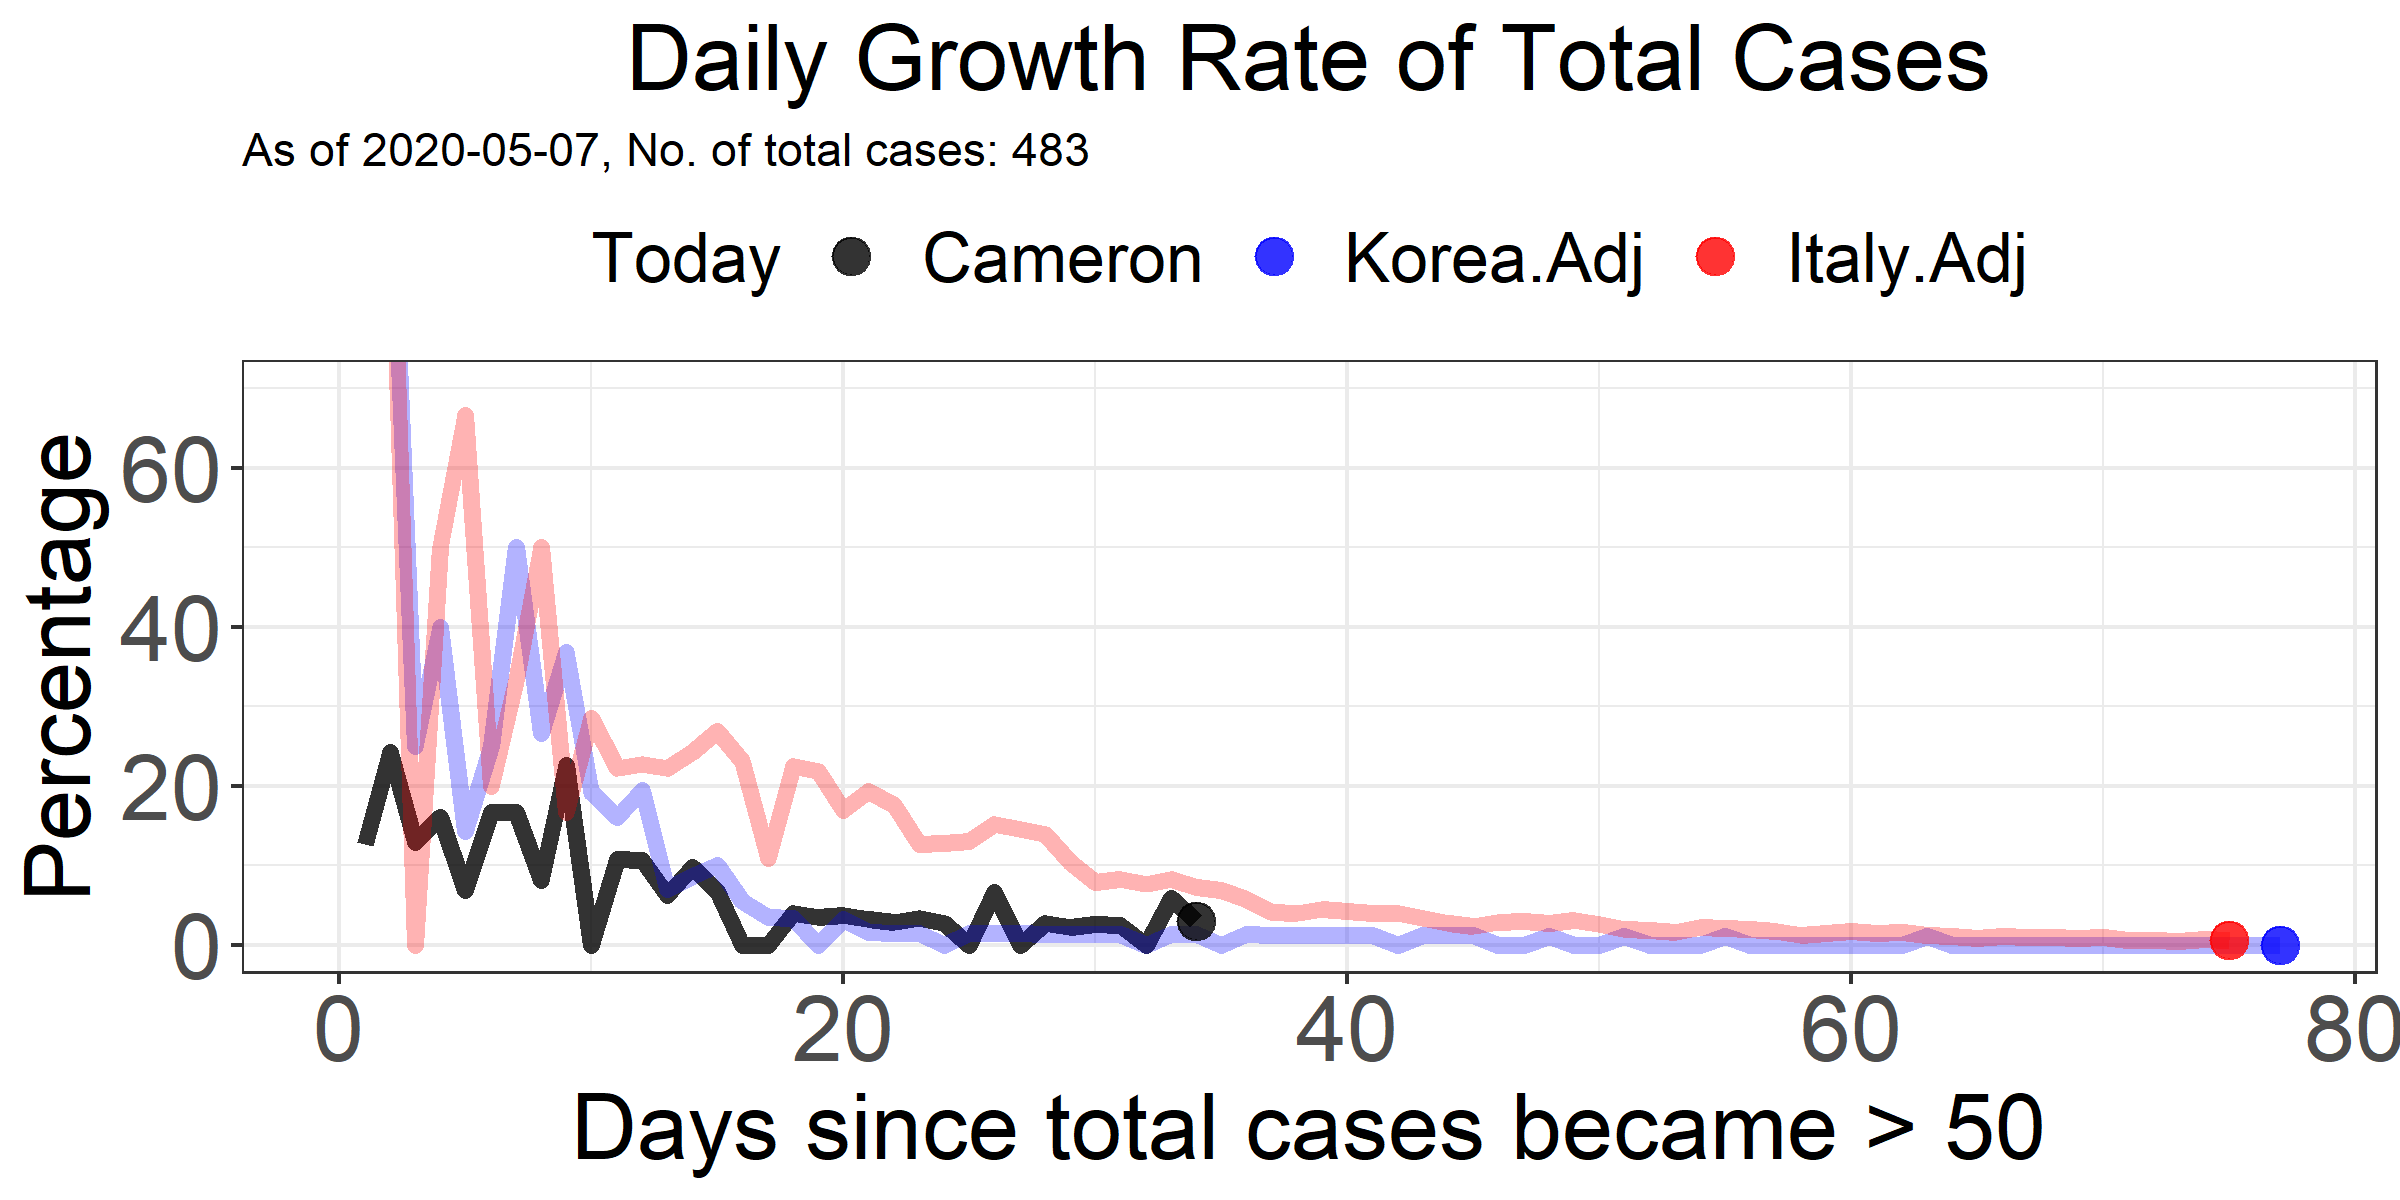 Daily Growth Rate of Total Cases
As of 2020-05-07, No. of total cases: 483
Today Cameron Korea.Adj Italy.Adj
Percentage
60
40
20
0
0 20 40 60 80
Days since total cases became > 50